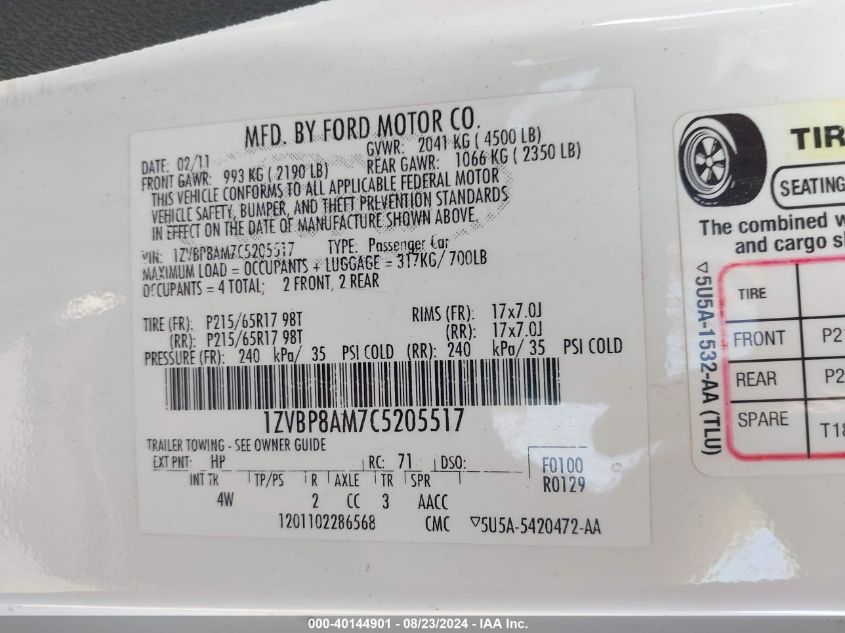 MFD. BY FORD MOTOR CO.
DATE: 02/11
GVWR: 2041 KG ( 4500 LB)
FRONT GAWR: 993 KG ( 2190 LB)
REAR GAWR: 1066 KG ( 2350 LB)
THIS VEHICLE CONFORMS TO ALL APPLICABLE FEDERAL MOTOR
VEHICLE SAFETY, BUMPER, AND THEFT PREVENTION STANDARDS
IN EFFECT ON THE DATE OF MANUFACTURE SHOWN ABOVE.
VIN: 1ZVBP8AM7C5205517 TYPE: Passenger Car
MAXIMUM LOAD = OCCUPANTS + LUGGAGE = 317KG/ 700LB
OCCUPANTS = 4 TOTAL; 2 FRONT, 2 REAR
TIRE (FR): P215/65R17 98T RIMS (FR): 17x7.0J
(RR): P215/65R17 98T (RR): 17x7.0J
PRESSURE (FR): 240 kPa/ 35 PSI COLD (RR): 240 kPa/ 35 PSI COLD
1ZVBP8AM7C5205517
TRAILER TOWING - SEE OWNER GUIDE
EXT PNT: HP RC: 71 DSO: F0100
R0129
INT TR TP/PS R AXLE TR SPR
4W 2 CC 3 AACC
1201102286568 CMC ▽5U5A-5420472-AA
TIR
SEATING
The combined w
and cargo sh
▽5U5A-1532-AA (TLU)
TIRE
FRONT P21
REAR P2
SPARE T18
000-40144901 - 08/23/2024 - IAA Inc.